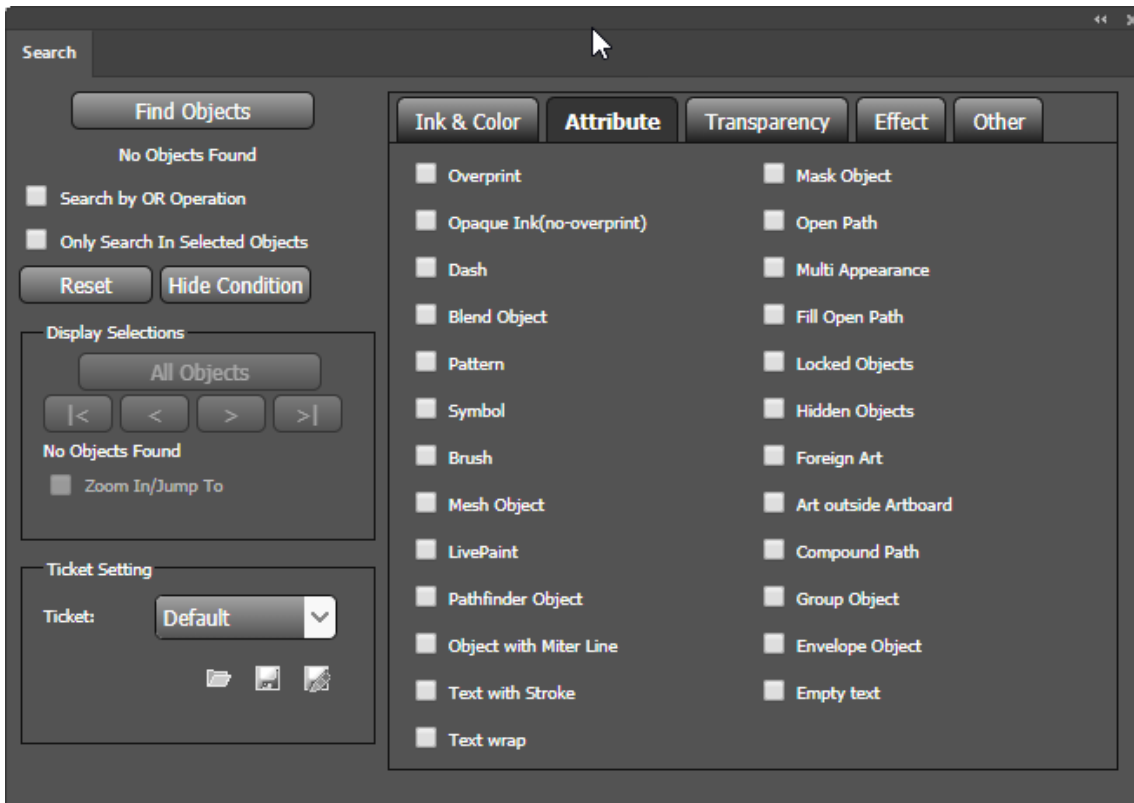 Search
Find Objects
No Objects Found
Search by OR Operation
Only Search In Selected Objects
Reset
Hide Condition
Display Selections
All Objects
|<
<
>
>|
No Objects Found
Zoom In/Jump To
Ticket Setting
Ticket:
Default
Ink & Color
Attribute
Transparency
Effect
Other
Overprint
Opaque Ink(no-overprint)
Dash
Blend Object
Pattern
Symbol
Brush
Mesh Object
LivePaint
Pathfinder Object
Object with Miter Line
Text with Stroke
Text wrap
Mask Object
Open Path
Multi Appearance
Fill Open Path
Locked Objects
Hidden Objects
Foreign Art
Art outside Artboard
Compound Path
Group Object
Envelope Object
Empty text